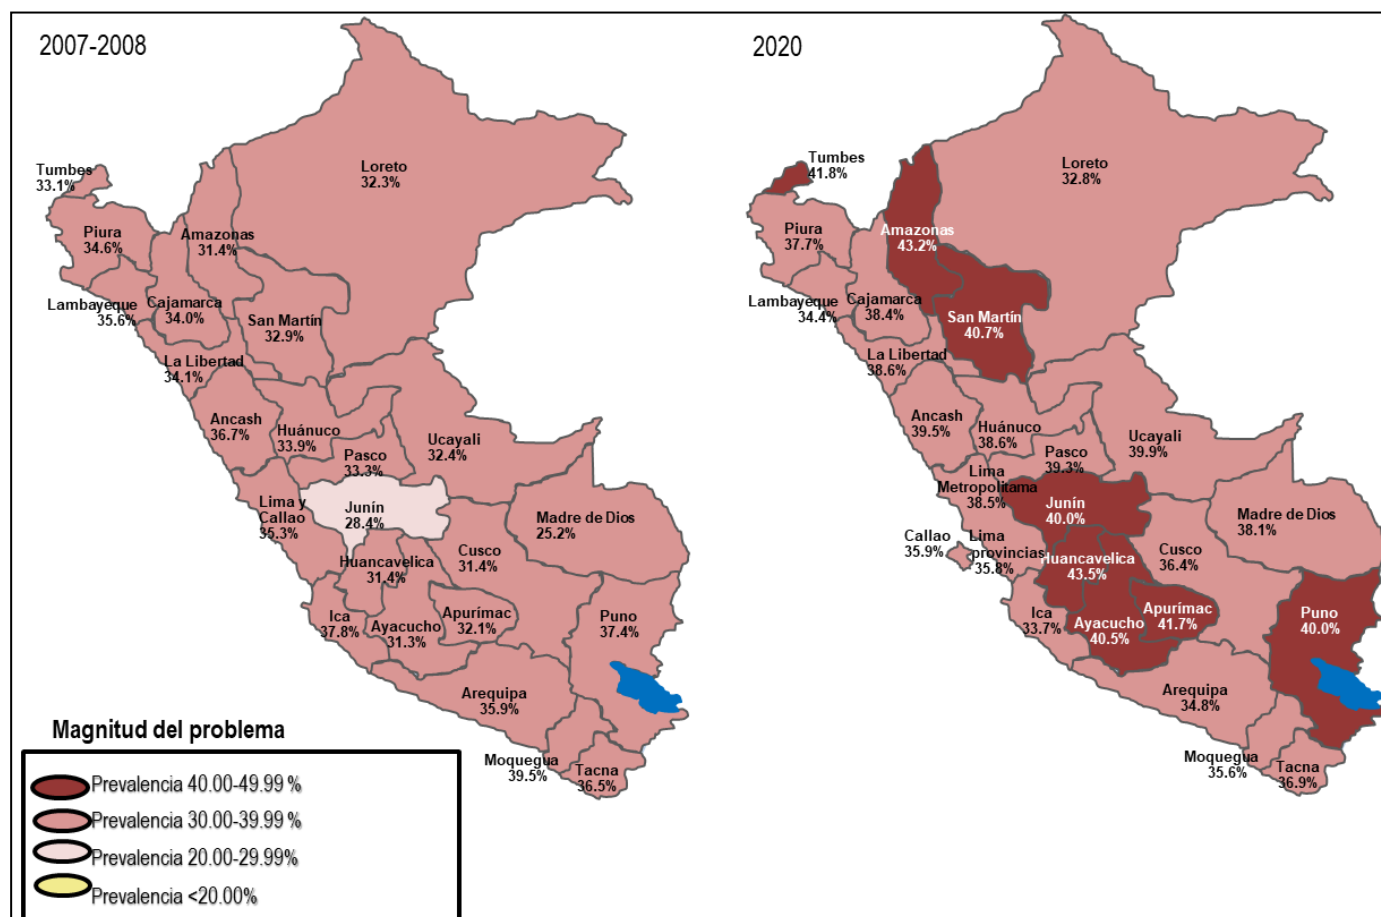 2007-2008
Tumbes
33.1%
Loreto
32.3%
Piura
34.6%
Amazonas
31.4%
Lambayeque
35.6%
Cajamarca
34.0%
San Martín
32.9%
La Libertad
34.1%
Ancash
36.7%
Huánuco
33.9%
Ucayali
32.4%
Pasco
33.3%
Lima y
Callao
35.3%
Junín
28.4%
Madre de Dios
25.2%
Huancavelica
31.4%
Cusco
31.4%
Ica
37.8%
Ayacucho
31.3%
Apurímac
32.1%
Puno
37.4%
Arequipa
35.9%
Moquegua
39.5%
Tacna
36.5%
Magnitud del problema
Prevalencia 40.00-49.99 %
Prevalencia 30.00-39.99 %
Prevalencia 20.00-29.99%
Prevalencia <20.00%
2020
Tumbes
41.8%
Loreto
32.8%
Piura
37.7%
Amazonas
43.2%
Lambayeque
34.4%
Cajamarca
38.4%
San Martín
40.7%
La Libertad
38.6%
Ancash
39.5%
Huánuco
38.6%
Ucayali
39.9%
Pasco
39.3%
Lima
Metropolitama
38.5%
Junín
40.0%
Madre de Dios
38.1%
Callao
35.9%
Lima
provincias
35.8%
Huancavelica
43.5%
Cusco
36.4%
Ica
33.7%
Ayacucho
40.5%
Apurímac
41.7%
Puno
40.0%
Arequipa
34.8%
Moquegua
35.6%
Tacna
36.9%